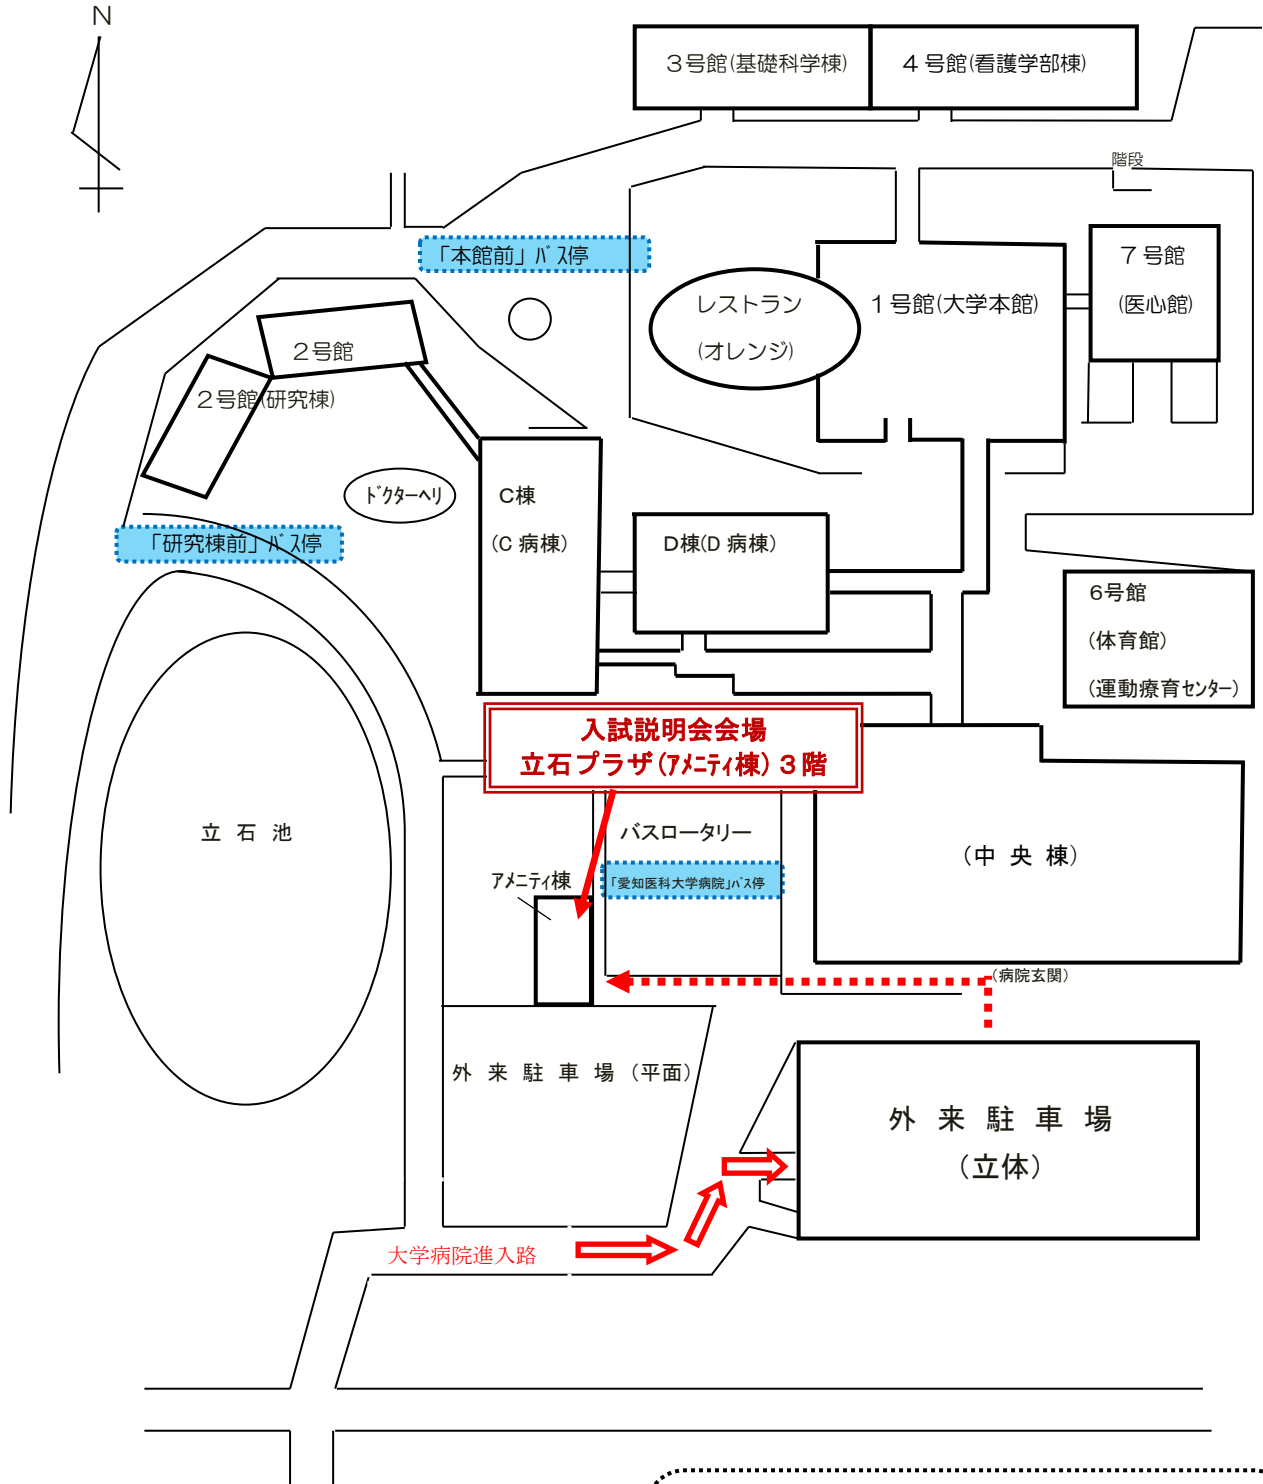 N
３号館(基礎科学棟)
４号館(看護学部棟)
階段
「本館前」バス停
７号館
(医心館)
レストラン
(オレンジ)
１号館(大学本館)
２号館
２号館(研究棟)
ドクターヘリ
C棟
(C 病棟)
「研究棟前」バス停
D棟(D 病棟)
6号館
(体育館)
(運動療育センター)
入試説明会会場
立石プラザ(アメニティ棟)３階
立 石 池
バスロータリー
(中 央 棟)
アメニティ棟
「愛知医科大学病院」バス停
(病院玄関)
外 来 駐 車 場 (平面)
外 来 駐 車 場
(立体)
大学病院進入路